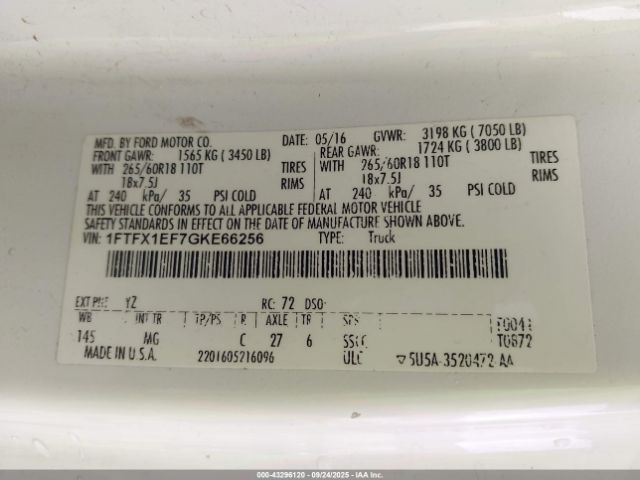 MFD. BY FORD MOTOR CO. DATE: 05/16 GVWR: 3198 KG ( 7050 LB)
FRONT GAWR: 1565 KG ( 3450 LB) REAR GAWR: 1724 KG ( 3800 LB)
WITH 265/60R18 110T TIRES WITH 265/60R18 110T TIRES
18x7.5J RIMS 18x7.5J RIMS
AT 240 kPa/ 35 PSI COLD AT 240 kPa/ 35 PSI COLD
THIS VEHICLE CONFORMS TO ALL APPLICABLE FEDERAL MOTOR VEHICLE
SAFETY STANDARDS IN EFFECT ON THE DATE OF MANUFACTURE SHOWN ABOVE.
VIN: 1FTFX1EF7GKE66256 TYPE: Truck
EXT PNT YZ RC: 72 DSO:
WB INT TR TP/PS R AXLE TR SPR T0041
145 MG C 27 6 T0872
MADE IN U.S.A. 2201605216096 5U5A-3520472-AA
000-43296120 - 09/24/2025 - IAAI.COM